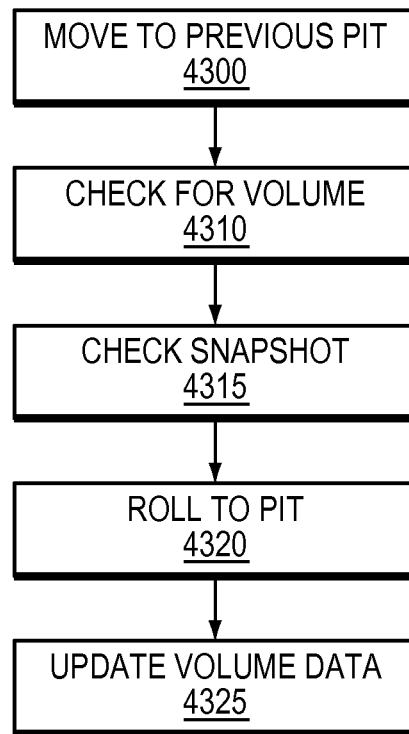 MOVE TO PREVIOUS PIT
4300
CHECK FOR VOLUME
4310
CHECK SNAPSHOT
4315
ROLL TO PIT
4320
UPDATE VOLUME DATA
4325